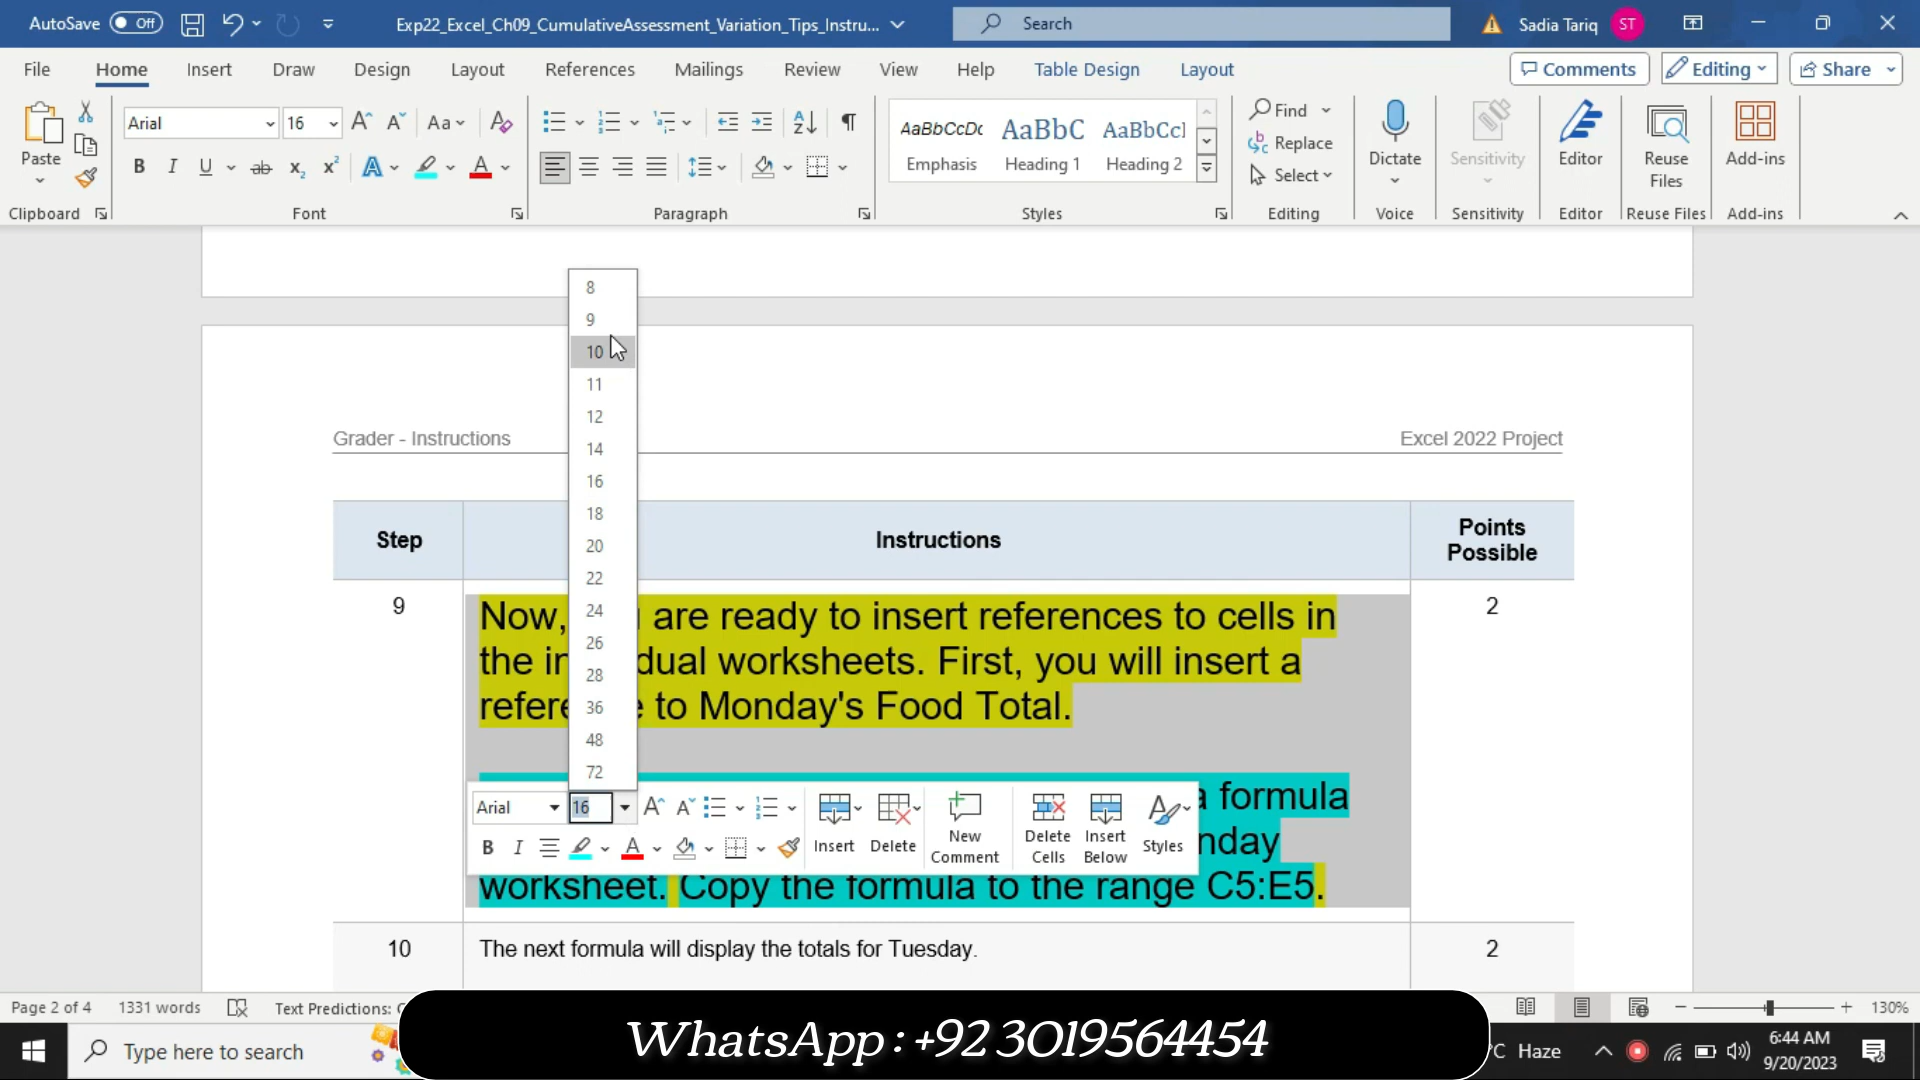 AutoSave Off Exp22_Excel_Ch09_CumulativeAssessment_Variation_Tips_Instru... Search Sadia Tariq ST
File Home Insert Draw Design Layout References Mailings Review View Help Table Design Layout Comments Editing Share
Arial 16 Aa AaBbCcDc AaBbC AaBbCcl Find
Paste B I U ab x₂ x² A A Emphasis Heading 1 Heading 2 Replace Select Dictate Sensitivity Editor Reuse Files Add-ins
Clipboard Font Paragraph Styles Editing Voice Sensitivity Editor Reuse Files Add-ins
8
9
10
11
12
14
16
18
20
22
24
26
28
36
48
72
Grader - Instructions Excel 2022 Project
Step Instructions Points Possible
9 Now, are ready to insert references to cells in 2
the in dual worksheets. First, you will insert a
refere e to Monday's Food Total.
a formula
nday
worksheet. Copy the formula to the range C5:E5.
Arial 16 New Comment Delete Cells Insert Below Styles
B I A Insert Delete
10 The next formula will display the totals for Tuesday. 2
Page 2 of 4 1331 words Text Predictions: 130%
Type here to search C Haze 6:44 AM
9/20/2023
WhatsApp : +92 3019564454